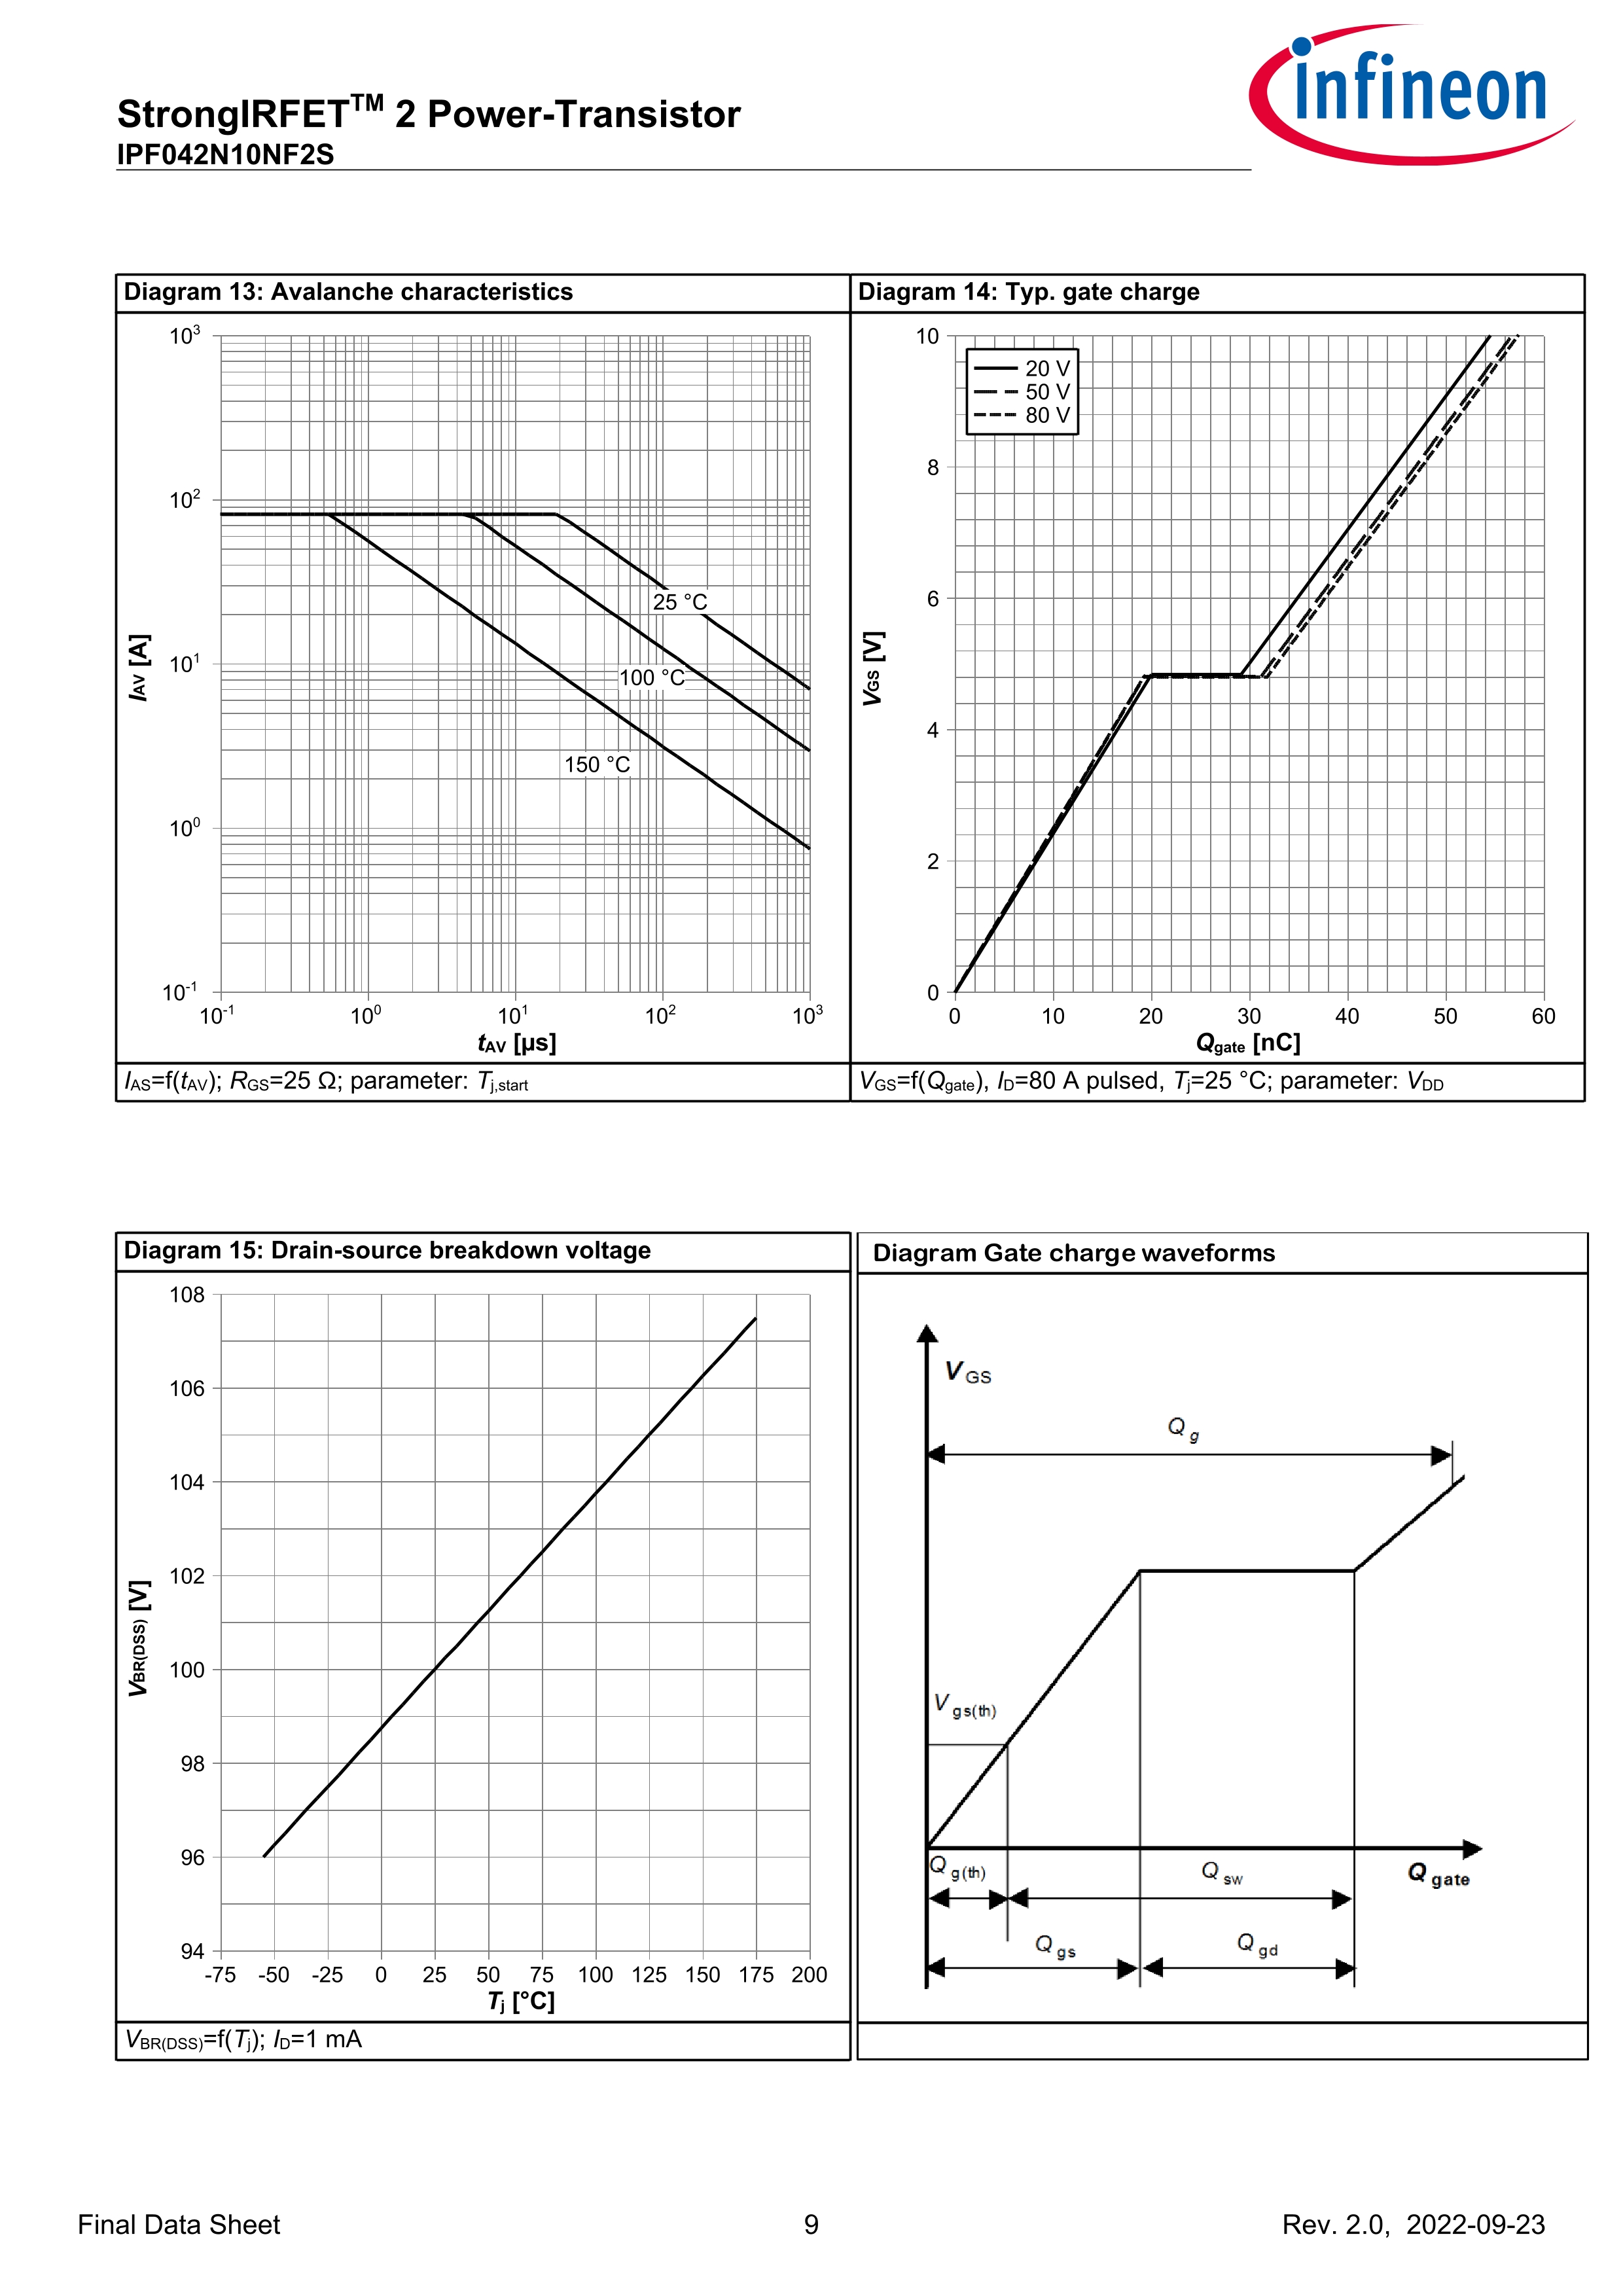 infineon
StrongIRFET™ 2 Power-Transistor
IPF042N10NF2S
Diagram 13: Avalanche characteristics
10³
10²
10¹
10⁰
10⁻¹
10⁻¹ 10⁰ 10¹ 10² 10³
25 °C
100 °C
150 °C
IAV [A]
tAV [µs]
IAS=f(tAV); RGS=25 Ω; parameter: Tj,start
Diagram 14: Typ. gate charge
20 V
50 V
80 V
10
8
6
4
2
0
0 10 20 30 40 50 60
VGS [V]
Qgate [nC]
VGS=f(Qgate), ID=80 A pulsed, Tj=25 °C; parameter: VDD
Diagram 15: Drain-source breakdown voltage
108
106
104
102
100
98
96
94
-75 -50 -25 0 25 50 75 100 125 150 175 200
VBR(DSS) [V]
Tj [°C]
VBR(DSS)=f(Tj); ID=1 mA
Diagram Gate charge waveforms
VGS
Qg
Vgs(th)
Qg(th)
Qsw
Qgate
Qgs
Qgd
Final Data Sheet
9
Rev. 2.0, 2022-09-23